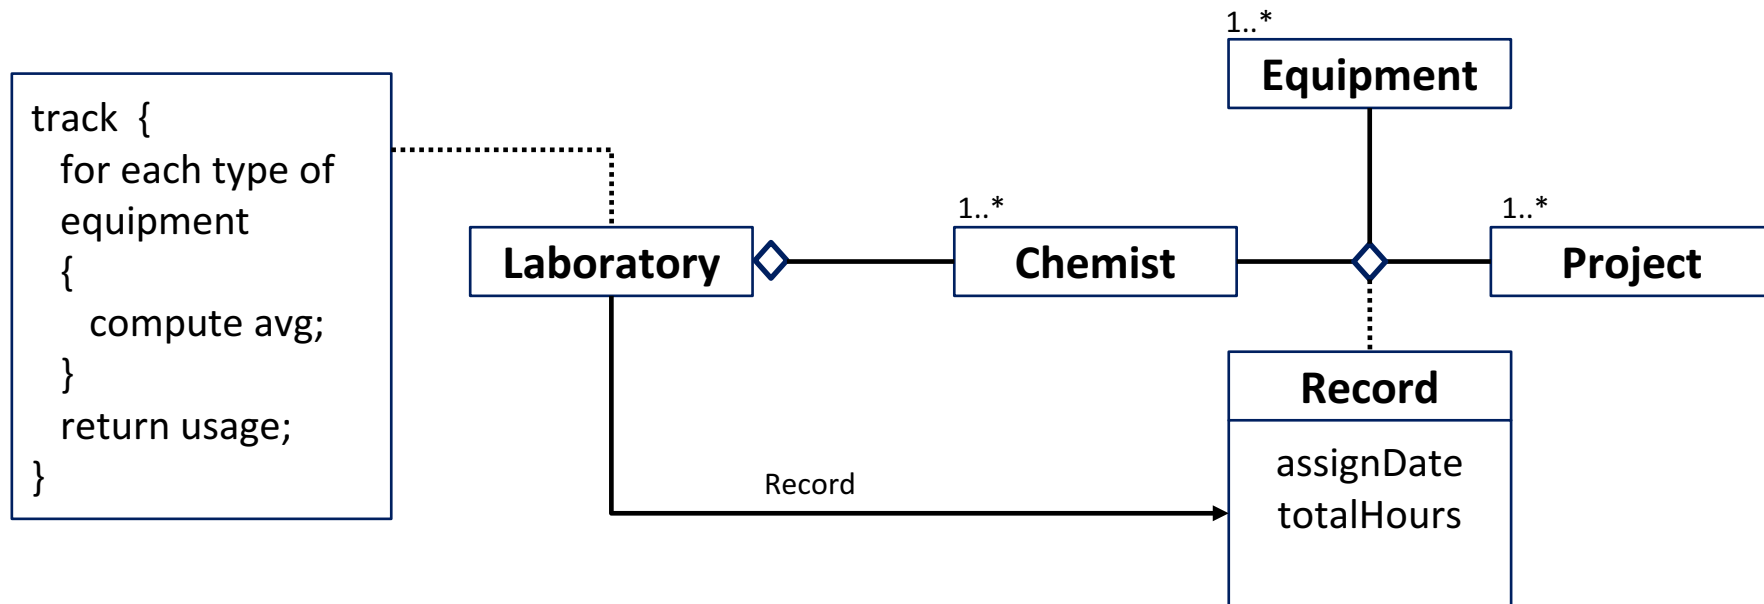 track {
for each type of
equipment
{
compute avg;
}
return usage;
}
Laboratory
1..*
Chemist
1..*
Equipment
1..*
Project
Record
assignDate
totalHours
Record